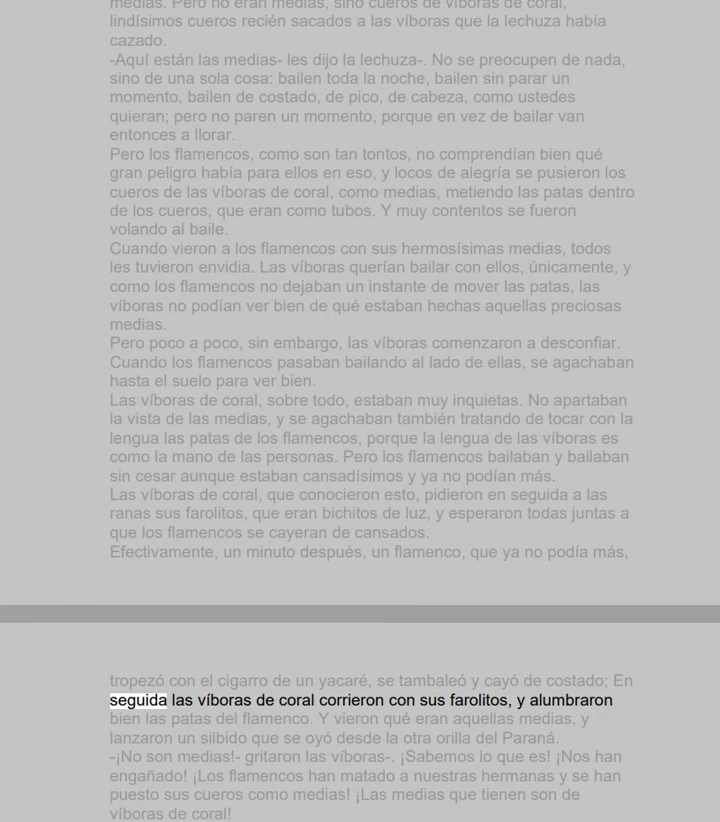 medias. Pero no eran medias, sino cueros de víboras de coral,
lindísimos cueros recién sacados a las víboras que la lechuza había
cazado.
-Aquí están las medias- les dijo la lechuza-. No se preocupen de nada,
sino de una sola cosa: bailen toda la noche, bailen sin parar un
momento, bailen de costado, de pico, de cabeza, como ustedes
quieran; pero no paren un momento, porque en vez de bailar van
entonces a llorar.
Pero los flamencos, como son tan tontos, no comprendían bien qué
gran peligro había para ellos en eso, y locos de alegría se pusieron los
cueros de las víboras de coral, como medias, metiendo las patas dentro
de los cueros, que eran como tubos. Y muy contentos se fueron
volando al baile.
Cuando vieron a los flamencos con sus hermosísimas medias, todos
les tuvieron envidia. Las víboras querían bailar con ellos, únicamente, y
como los flamencos no dejaban un instante de mover las patas, las
víboras no podían ver bien de qué estaban hechas aquellas preciosas
medias.
Pero poco a poco, sin embargo, las víboras comenzaron a desconfiar.
Cuando los flamencos pasaban bailando al lado de ellas, se agachaban
hasta el suelo para ver bien.
Las víboras de coral, sobre todo, estaban muy inquietas. No apartaban
la vista de las medias, y se agachaban también tratando de tocar con la
lengua las patas de los flamencos, porque la lengua de las víboras es
como la mano de las personas. Pero los flamencos bailaban y bailaban
sin cesar aunque estaban cansadísimos y ya no podían más.
Las víboras de coral, que conocieron esto, pidieron en seguida a las
ranas sus farolitos, que eran bichitos de luz, y esperaron todas juntas a
que los flamencos se cayeran de cansados.
Efectivamente, un minuto después, un flamenco, que ya no podía más,
tropezó con el cigarro de un yacaré, se tambaleó y cayó de costado; En
seguida las víboras de coral corrieron con sus farolitos, y alumbraron
bien las patas del flamenco. Y vieron qué eran aquellas medias, y
lanzaron un silbido que se oyó desde la otra orilla del Paraná.
-¡No son medias!- gritaron las víboras-. ¡Sabemos lo que es! ¡Nos han
engañado! ¡Los flamencos han matado a nuestras hermanas y se han
puesto sus cueros como medias! ¡Las medias que tienen son de
víboras de coral!